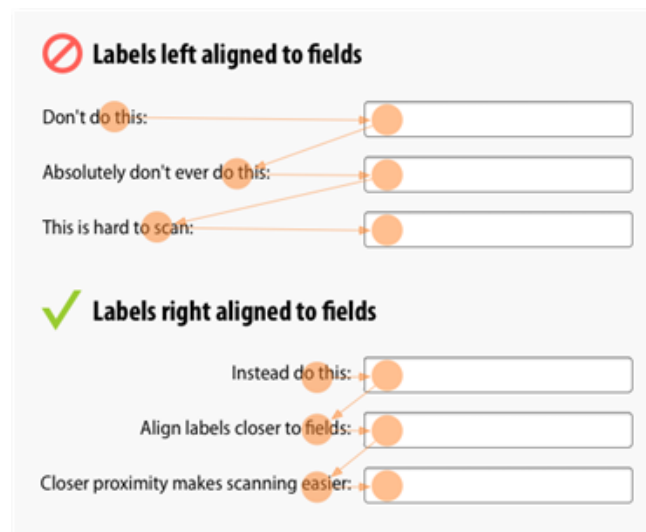 Labels left aligned to fields
Don't do this:
Absolutely don't ever do this:
This is hard to scan:
Labels right aligned to fields
Instead do this:
Align labels closer to fields:
Closer proximity makes scanning easier: